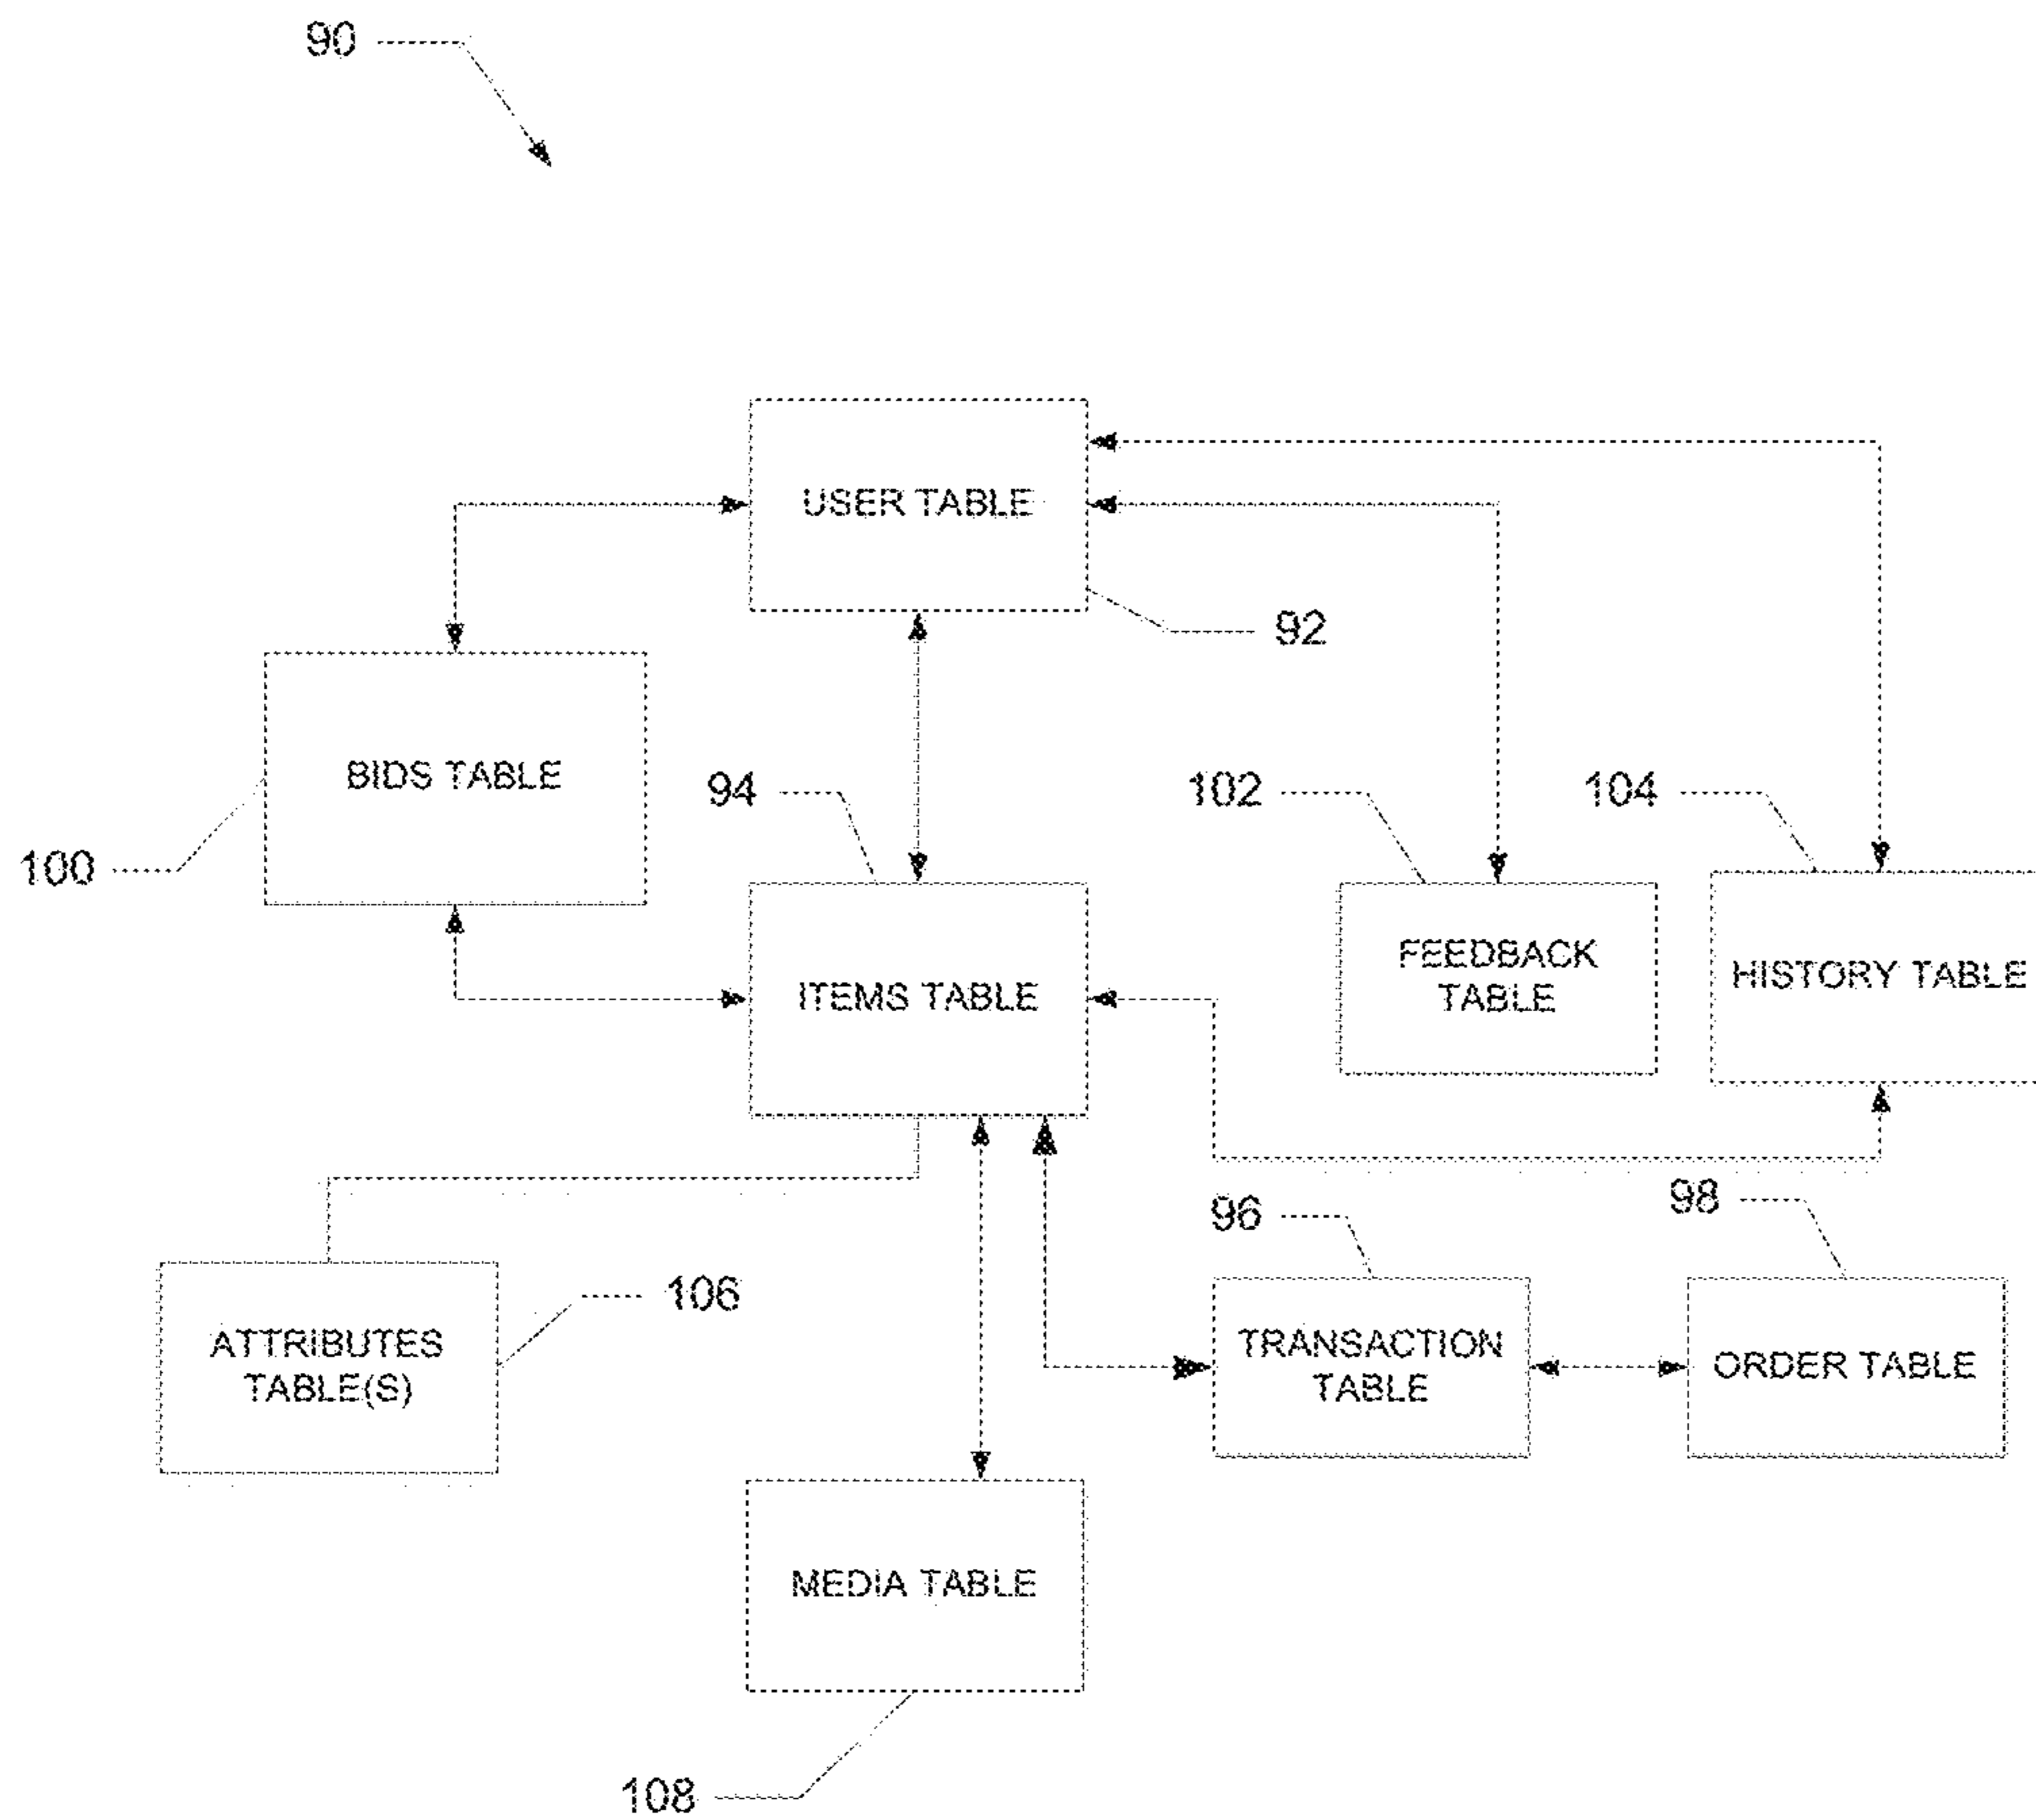 90
USER TABLE
92
BIDS TABLE
94
102
104
100
FEEDBACK
TABLE
HISTORY TABLE
ITEMS TABLE
96
98
106
ATTRIBUTES
TABLE(S)
TRANSACTION
TABLE
ORDER TABLE
MEDIA TABLE
108